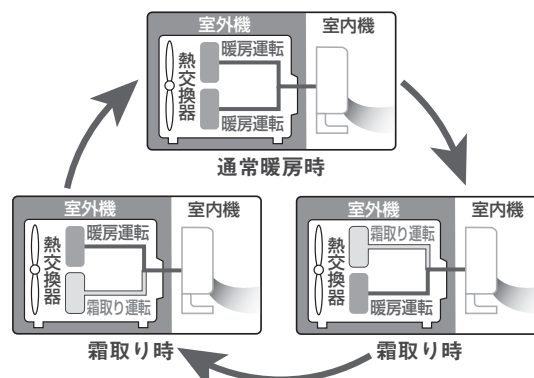 室外機
室内機
熱交換器
暖房運転
暖房運転
通常暖房時
室外機
室内機
熱交換器
暖房運転
霜取り運転
霜取り時
室外機
室内機
熱交換器
霜取り運転
暖房運転
霜取り時